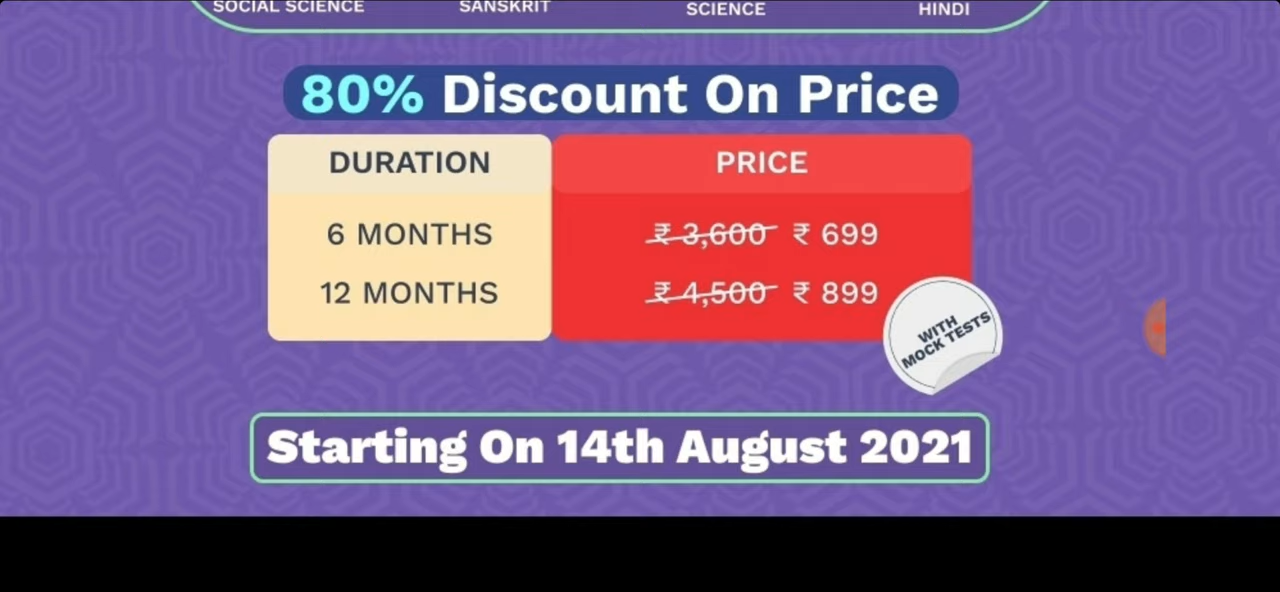 SOCIAL SCIENCE SANSKRIT SCIENCE HINDI
80% Discount On Price
DURATION PRICE
6 MONTHS ₹ 3,600 ₹ 699
12 MONTHS ₹ 4,500 ₹ 899
WITH
MOCK TESTS
Starting On 14th August 2021